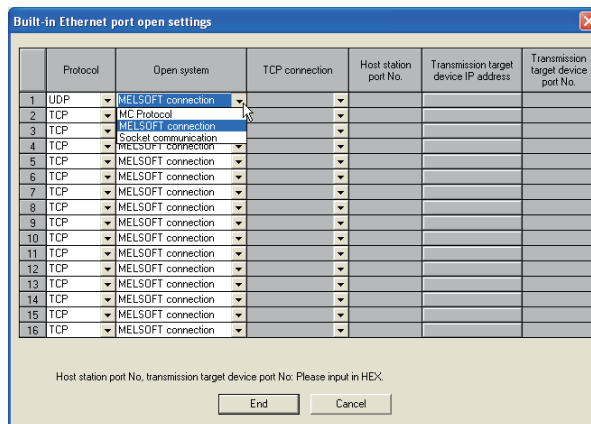 Built-in Ethernet port open settings
Protocol Open system TCP connection Host station port No. Transmission target device IP address Transmission target device port No.
1 UDP MELSOFT connection
MC Protocol
MELSOFT connection
Socket communication
2 TCP
3 TCP
4 TCP MELSOFT connection
5 TCP MELSOFT connection
6 TCP MELSOFT connection
7 TCP MELSOFT connection
8 TCP MELSOFT connection
9 TCP MELSOFT connection
10 TCP MELSOFT connection
11 TCP MELSOFT connection
12 TCP MELSOFT connection
13 TCP MELSOFT connection
14 TCP MELSOFT connection
15 TCP MELSOFT connection
16 TCP MELSOFT connection
Host station port No, transmission target device port No: Please input in HEX.
End Cancel